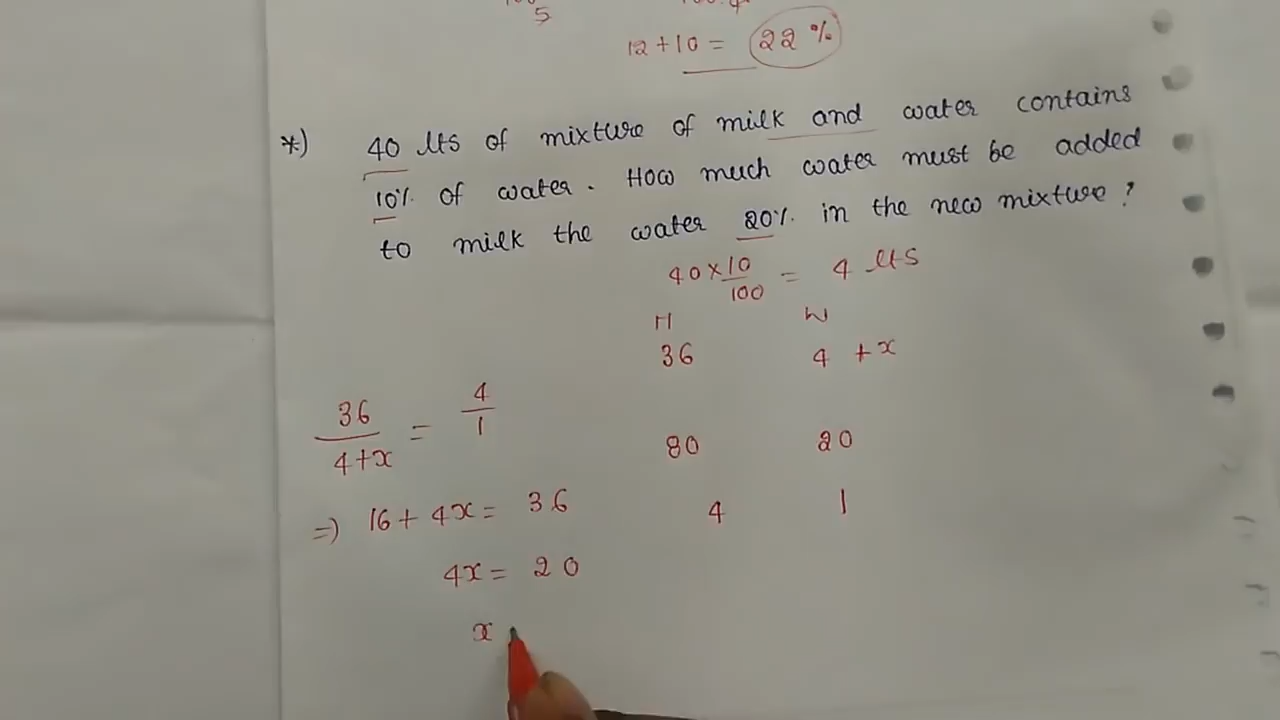 5
12 + 10 = 22 %
*) 40 lts of mixture of milk and water contains
10% of water. How much water must be added
to milk the water 20% in the new mixture?
40 × 10/100 = 4 lts
M W
36 4 + x
36/4+x = 4/1
80 20
=) 16 + 4x = 36
4 1
4x = 20
x